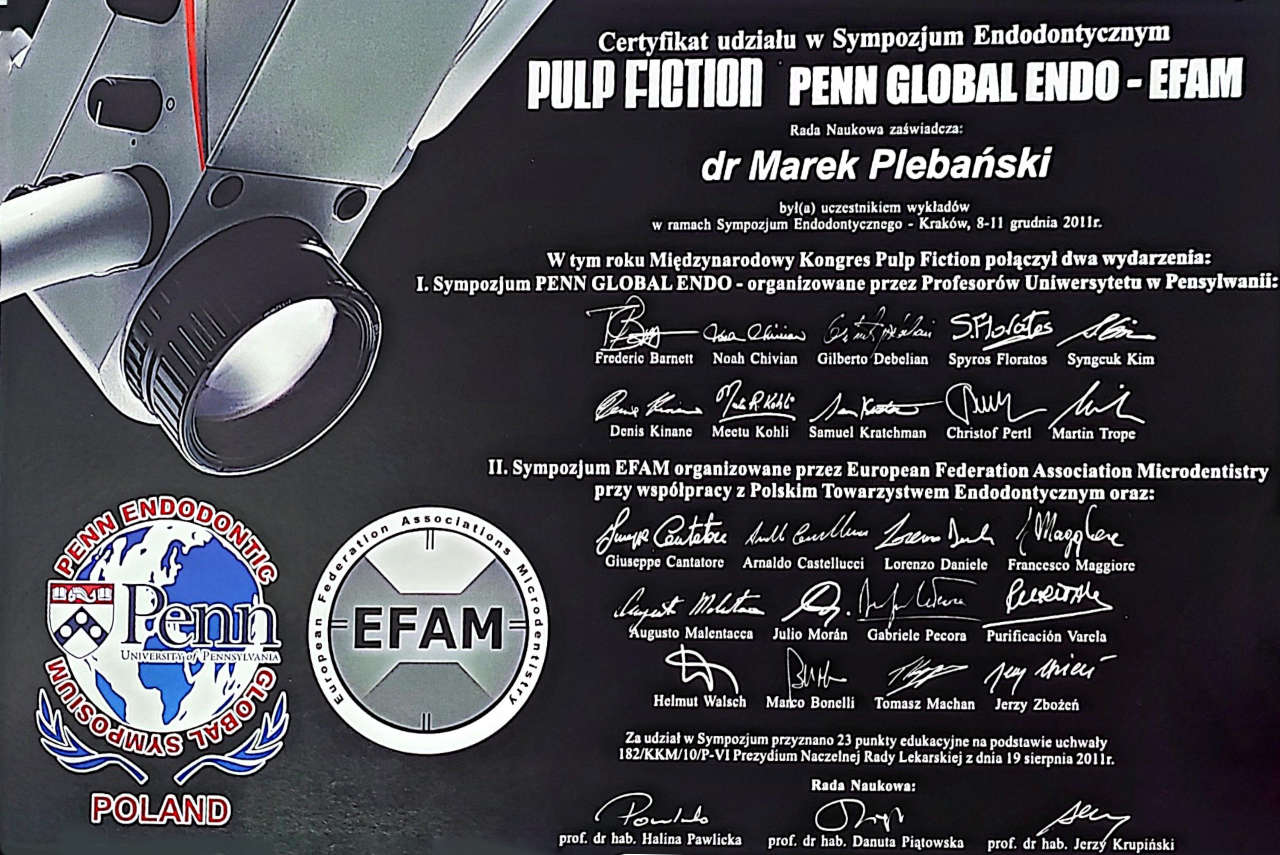 Certyfikat udziału w Sympozjum Endodontycznym
PULP FICTION PENN GLOBAL ENDO - EFAM
Rada Naukowa zaświadcza:
dr Marek Plebański
był(a) uczestnikiem wykładów
w ramach Sympozjum Endodontycznego - Kraków, 8-11 grudnia 2011r.
W tym roku Międzynarodowy Kongres Pulp Fiction połączył dwa wydarzenia:
I. Sympozjum PENN GLOBAL ENDO - organizowane przez Profesorów Uniwersytetu w Pensylwanii:
S.Floratos
Frederic Barnett Noah Chivian Gilberto Debelian Spyros Floratos Syngcuk Kim
Denis Kinane Meetu Kohli Samuel Kratchman Christof Pertl Martin Trope
II. Sympozjum EFAM organizowane przez European Federation Association Microdentistry
przy współpracy z Polskim Towarzystwem Endodontycznym oraz:
Giuseppe Cantatore Arnaldo Castellucci Lorenzo Daniele Francesco Maggiore
Augusto Malentacca Julio Morán Gabriele Pecora Purificación Varela
Helmut Walsch Marco Bonelli Tomasz Machan Jerzy Zbożeń
Za udział w Sympozjum przyznano 23 punkty edukacyjne na podstawie uchwały
182/KKM/10/P-VI Prezydium Naczelnej Rady Lekarskiej z dnia 19 sierpnia 2011r.
Rada Naukowa:
prof. dr hab. Halina Pawlicka prof. dr hab. Danuta Piątowska prof. dr hab. Jerzy Krupiński
PENN ENDODONTIC GLOBAL SYMPOSIUM
Penn
UNIVERSITY of PENNSYLVANIA
POLAND
European Federation Associations Microdentistry
EFAM